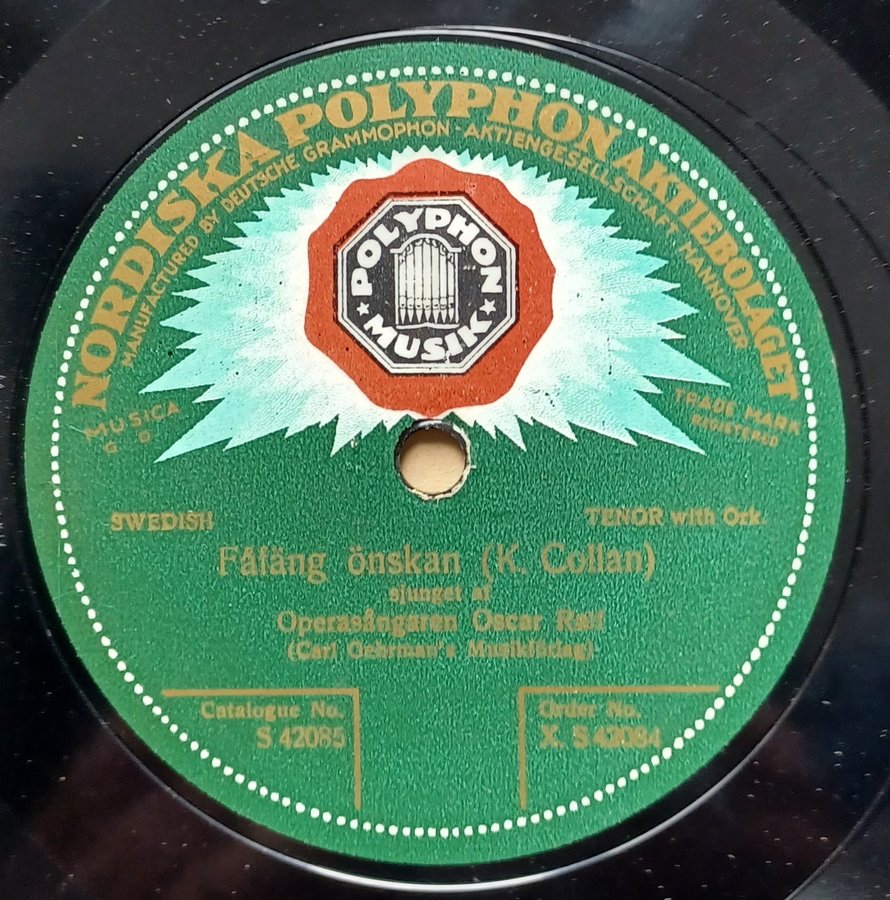 NORDISKA POLYPHON AKTIEBOLAGET
MANUFACTURED BY DEUTSCHE GRAMMOPHON - AKTIENGESELLSCHAFT, HANNOVER
POLYPHON
MUSIK
MUSICA
G D
TRADE MARK
REGISTERED
SWEDISH
TENOR with Ork.
Fåfäng önskan (K. Collan)
sjunget af
Operasångaren Oscar Ralf
(Carl Gehrman's Musikförlag)
Catalogue No.
S 42085
Order No.
X. S 42084